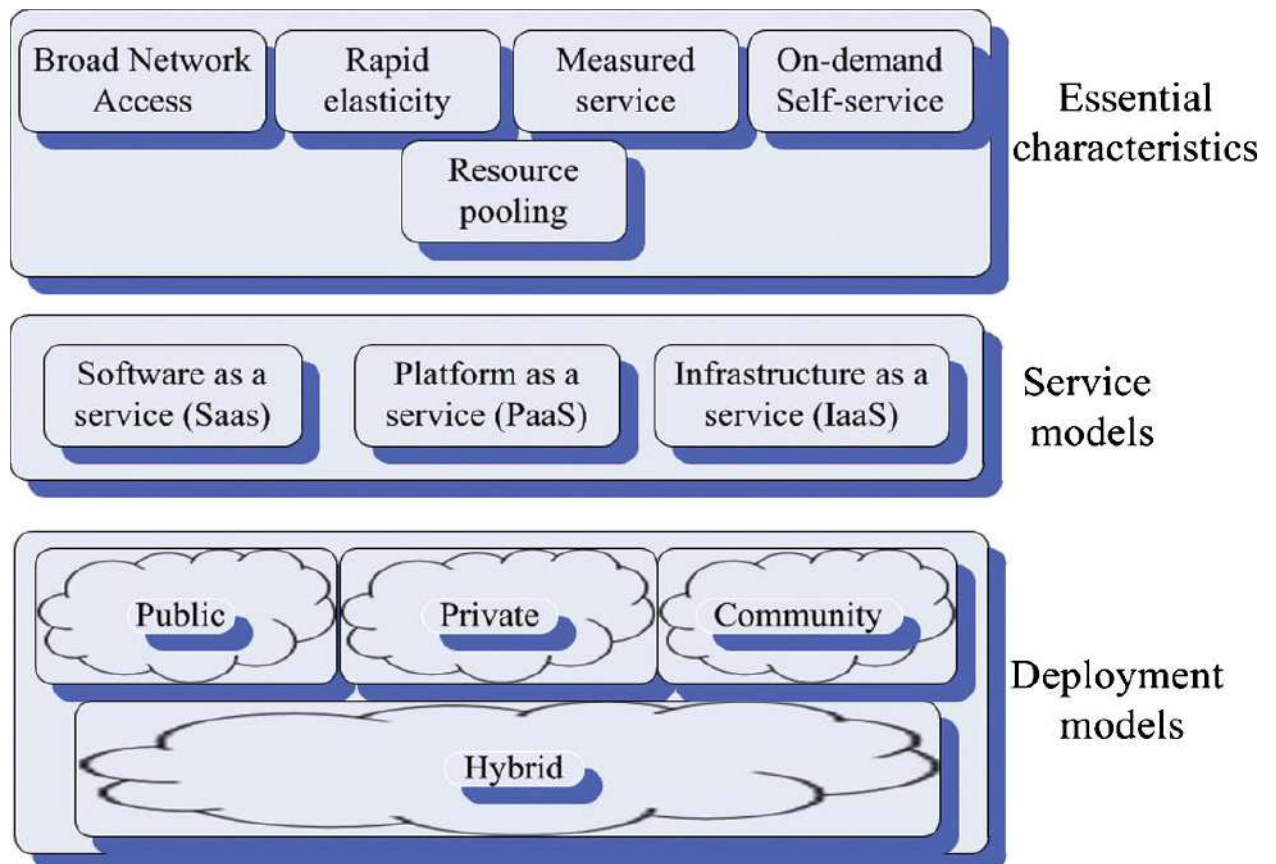 Broad Network
Access
Rapid
elasticity
Measured
service
On-demand
Self-service
Resource
pooling
Essential
characteristics
Software as a
service (Saas)
Platform as a
service (PaaS)
Infrastructure as a
service (IaaS)
Service
models
Public
Private
Community
Hybrid
Deployment
models